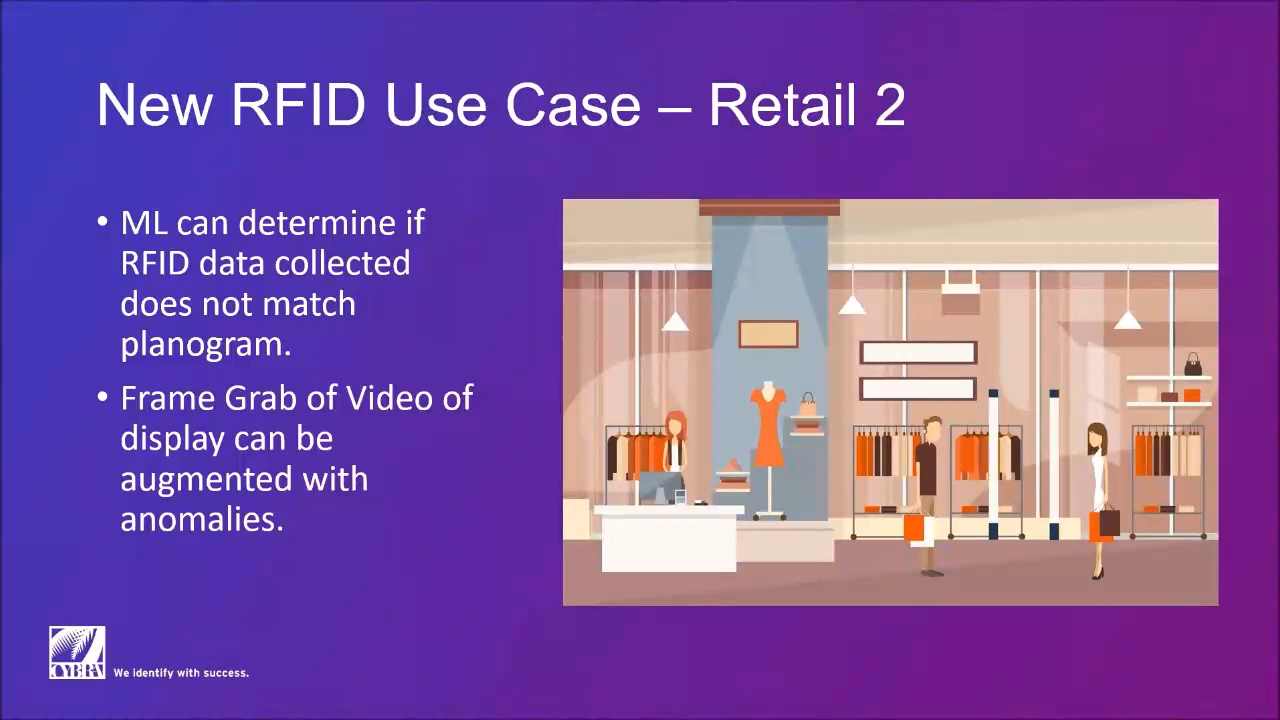 New RFID Use Case – Retail 2
• ML can determine if
RFID data collected
does not match
planogram.
• Frame Grab of Video of
display can be
augmented with
anomalies.
CYBRA
We identify with success.